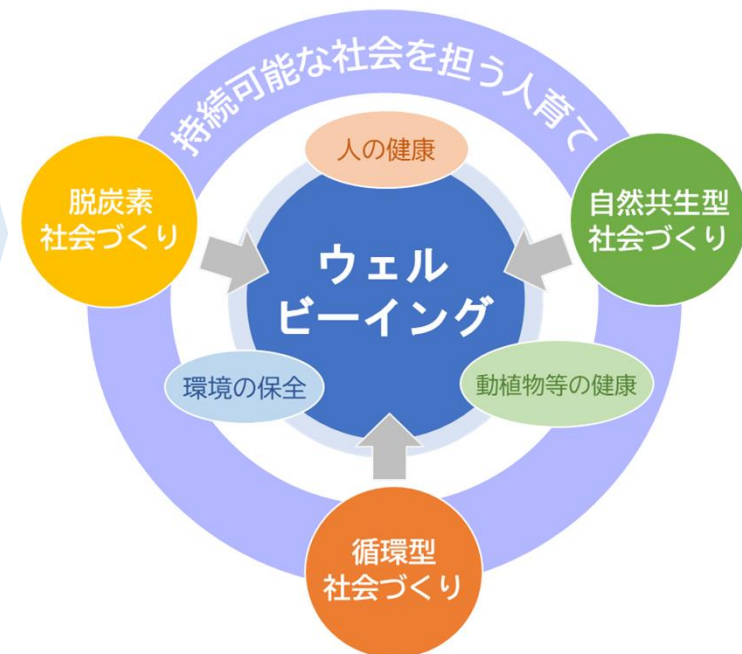 持続可能な社会を担う人育て
人の健康
脱炭素
社会づくり
自然共生型
社会づくり
ウェル
ビーイング
環境の保全
動植物等の健康
循環型
社会づくり